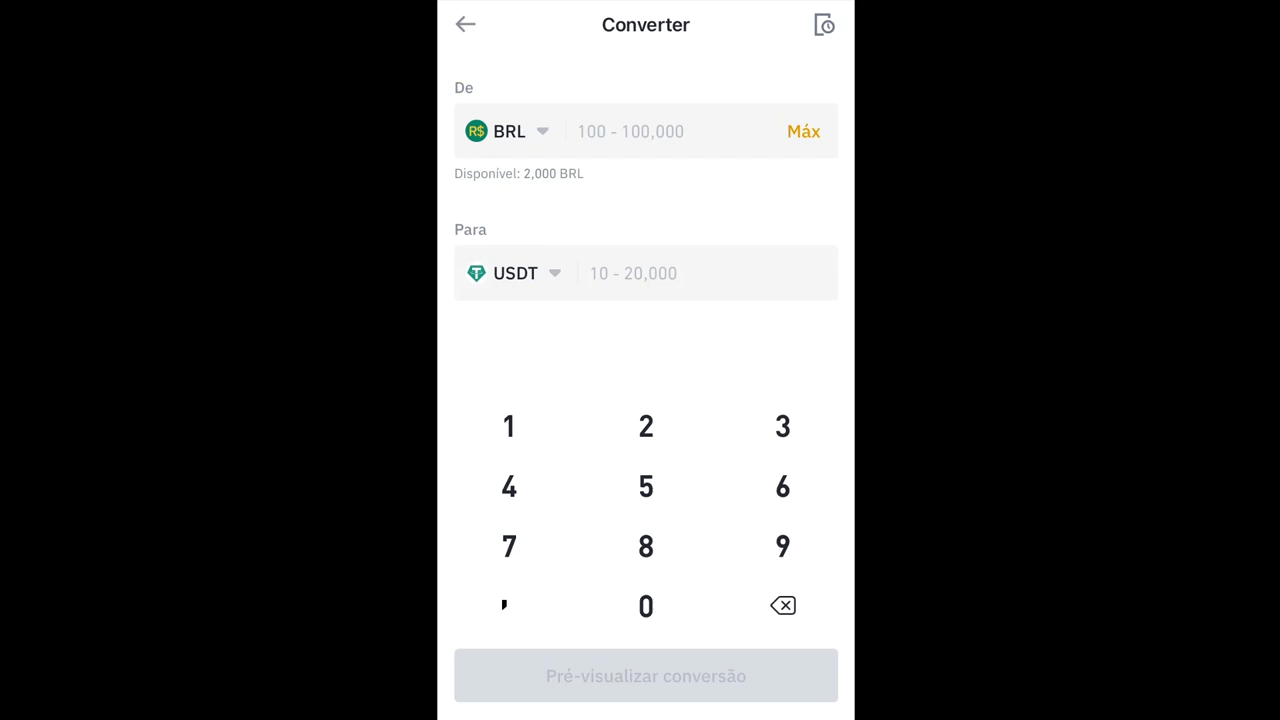 Converter
De
R$ BRL 100 - 100,000 Máx
Disponível: 2,000 BRL
Para
USDT 10 - 20,000
1 2 3
4 5 6
7 8 9
, 0
Pré-visualizar conversão